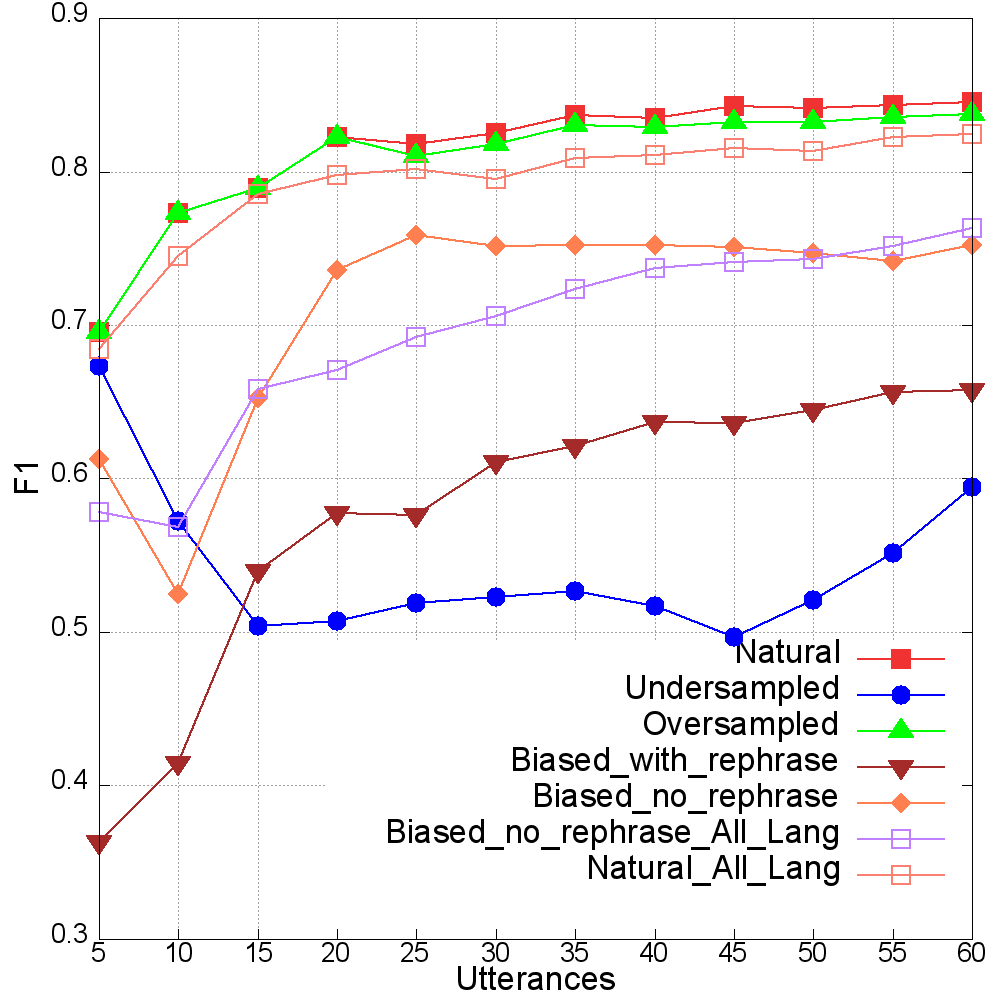 0.9
0.8
0.7
0.6
0.5
0.4
0.3
F1
Natural
Undersampled
Oversampled
Biased_with_rephrase
Biased_no_rephrase
Biased_no_rephrase_All_Lang
Natural_All_Lang
5 10 15 20 25 30 35 40 45 50 55 60
Utterances